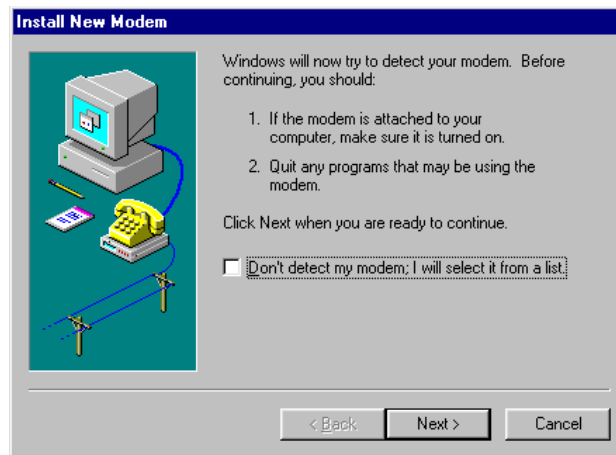 Install New Modem
Windows will now try to detect your modem.  Before
continuing, you should:
1.  If the modem is attached to your
computer, make sure it is turned on.
2.  Quit any programs that may be using the
modem.
Click Next when you are ready to continue.
Don't detect my modem; I will select it from a list.
< Back
Next >
Cancel